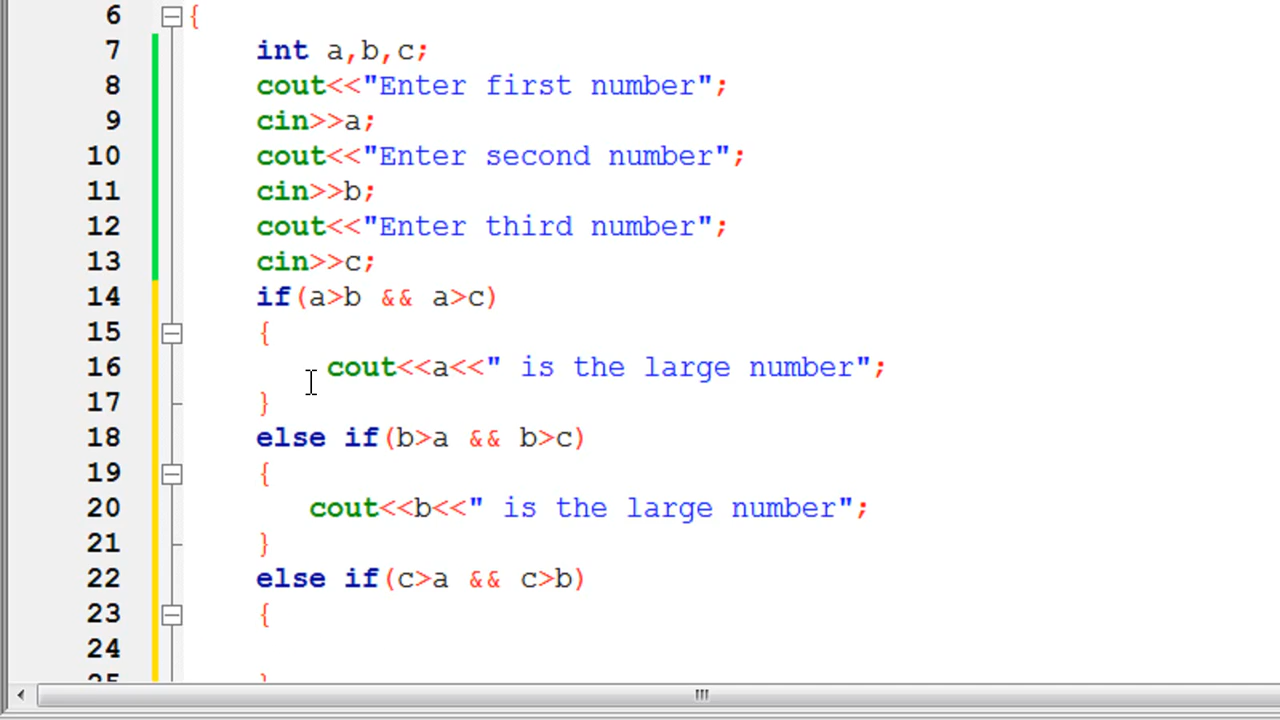 6 {
7 int a,b,c;
8 cout<<"Enter first number";
9 cin>>a;
10 cout<<"Enter second number";
11 cin>>b;
12 cout<<"Enter third number";
13 cin>>c;
14 if(a>b && a>c)
15 {
16 cout<<a<<" is the large number";
17 }
18 else if(b>a && b>c)
19 {
20 cout<<b<<" is the large number";
21 }
22 else if(c>a && c>b)
23 {
24